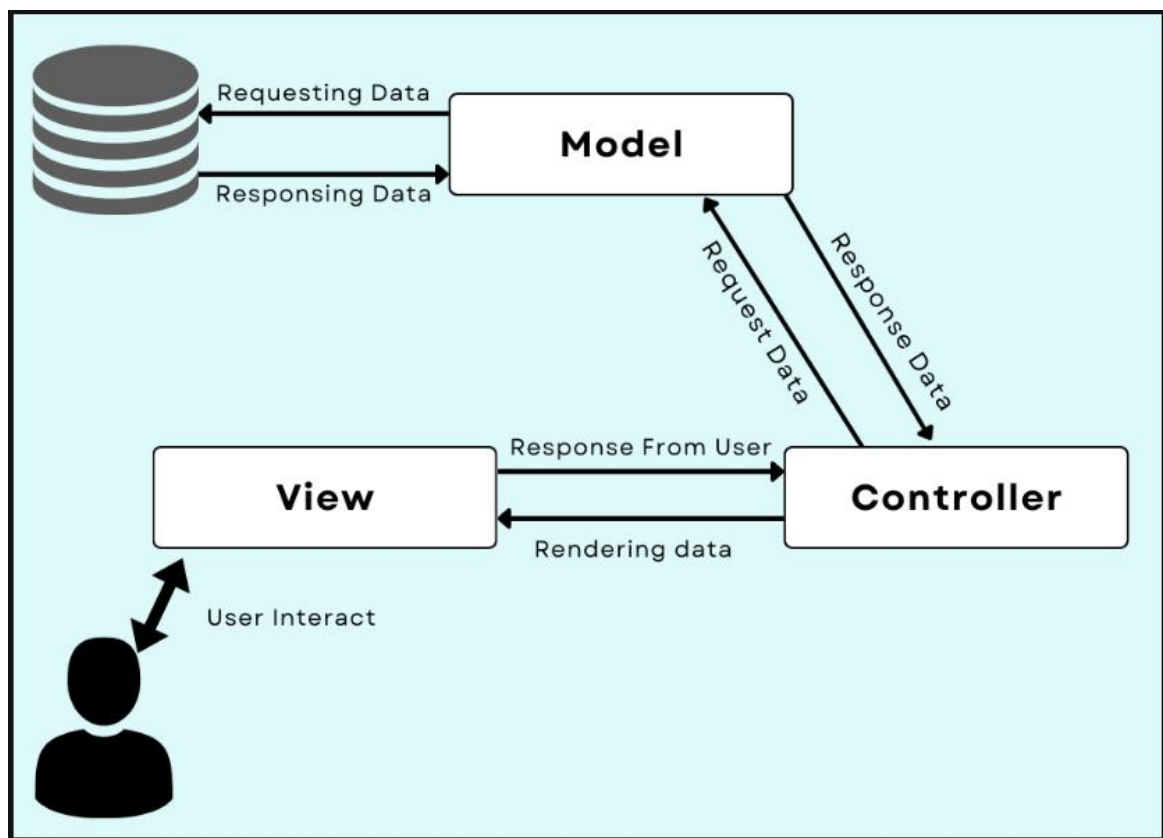 Requesting Data
Model
Responsing Data
Request Data
Response Data
Response From User
View
Controller
Rendering data
User Interact